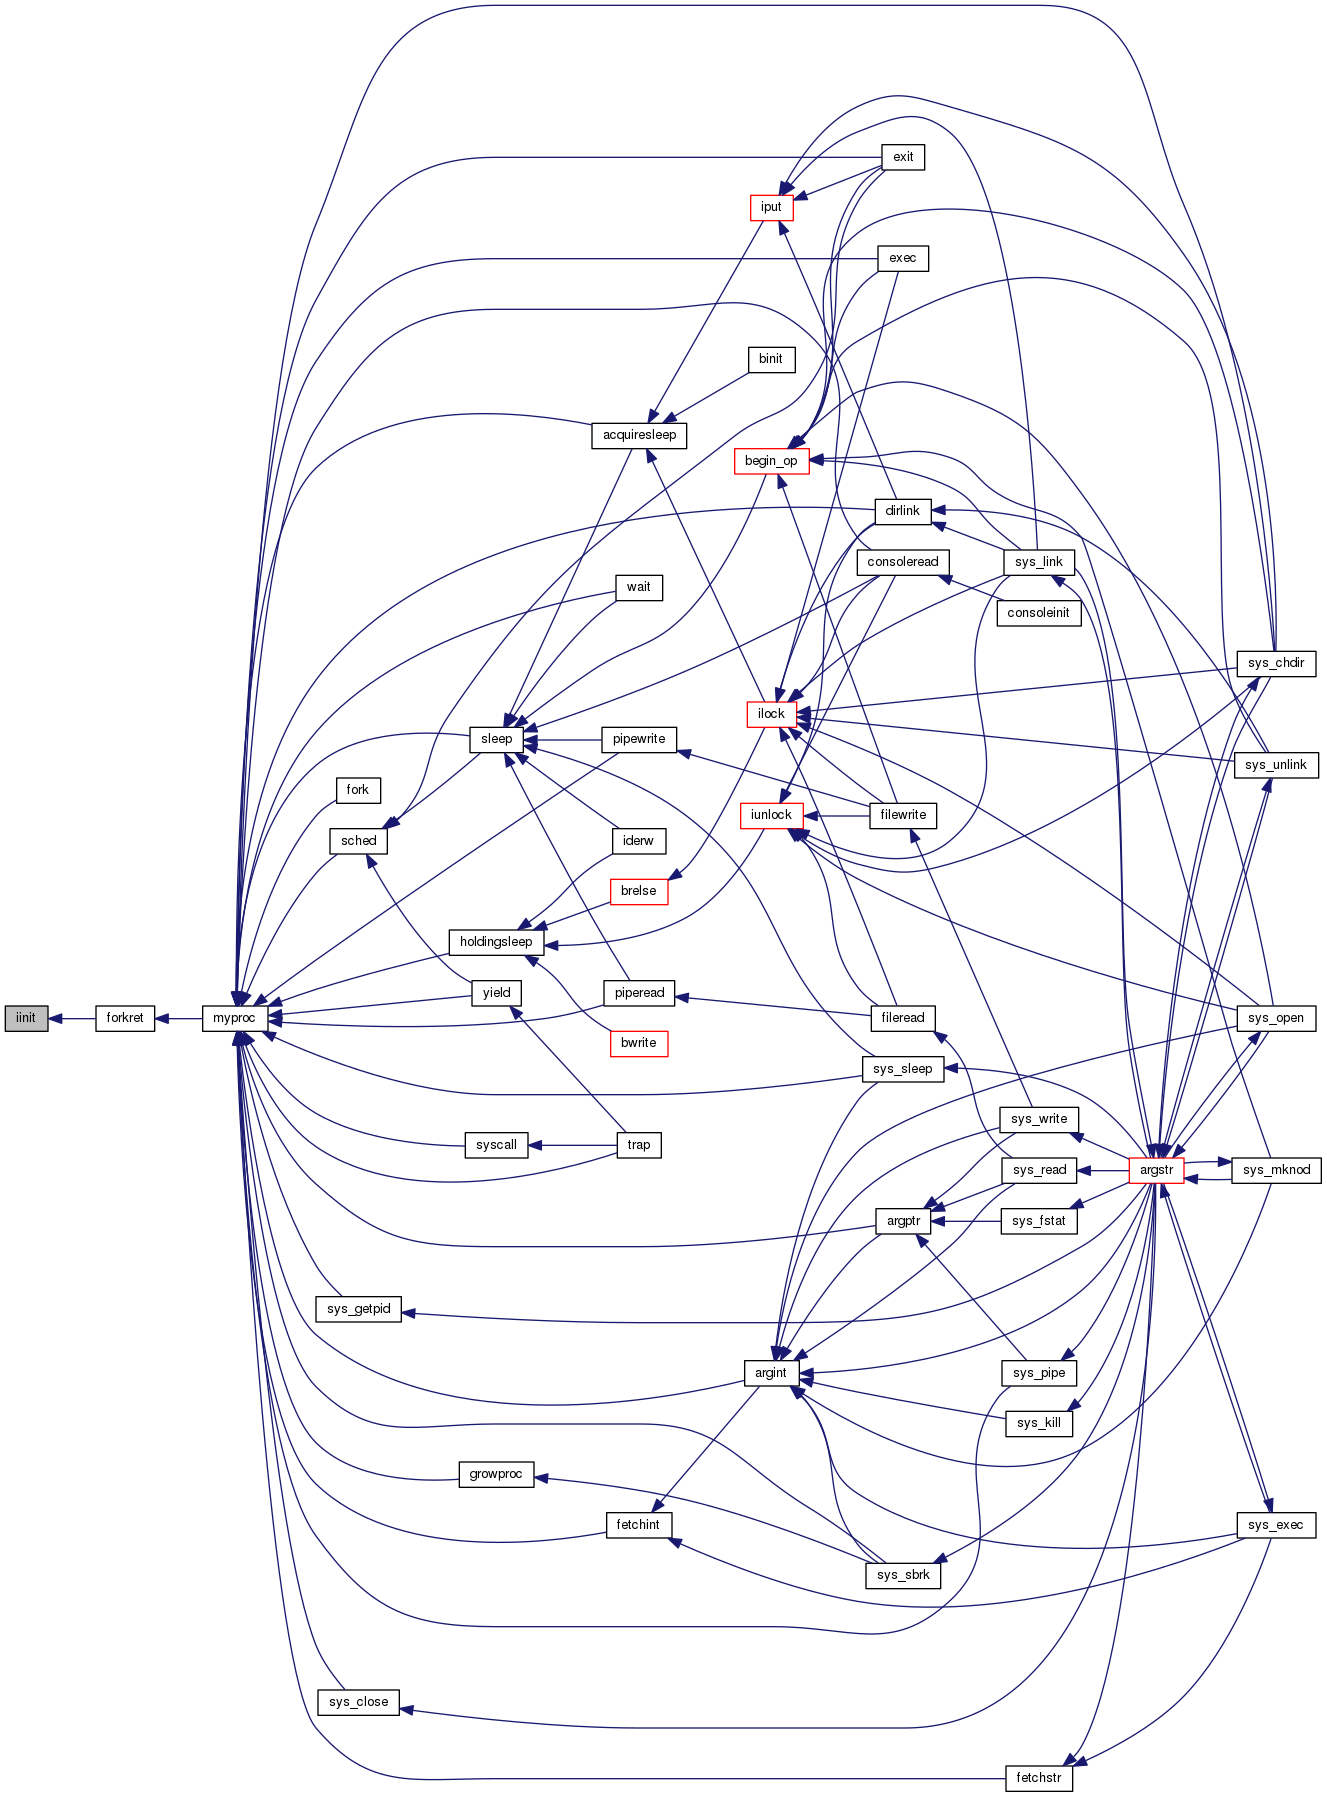 exit
iput
exec
binit
acquiresleep
begin_op
dirlink
consoleread
sys_link
wait
consoleinit
sys_chdir
ilock
sleep
pipewrite
sys_unlink
fork
iunlock
filewrite
sched
iderw
brelse
holdingsleep
yield
piperead
iinit
forkret
myproc
fileread
sys_open
bwrite
sys_sleep
sys_write
syscall
trap
sys_read
argstr
sys_mknod
argptr
sys_fstat
sys_getpid
argint
sys_pipe
sys_kill
growproc
fetchint
sys_exec
sys_sbrk
sys_close
fetchstr